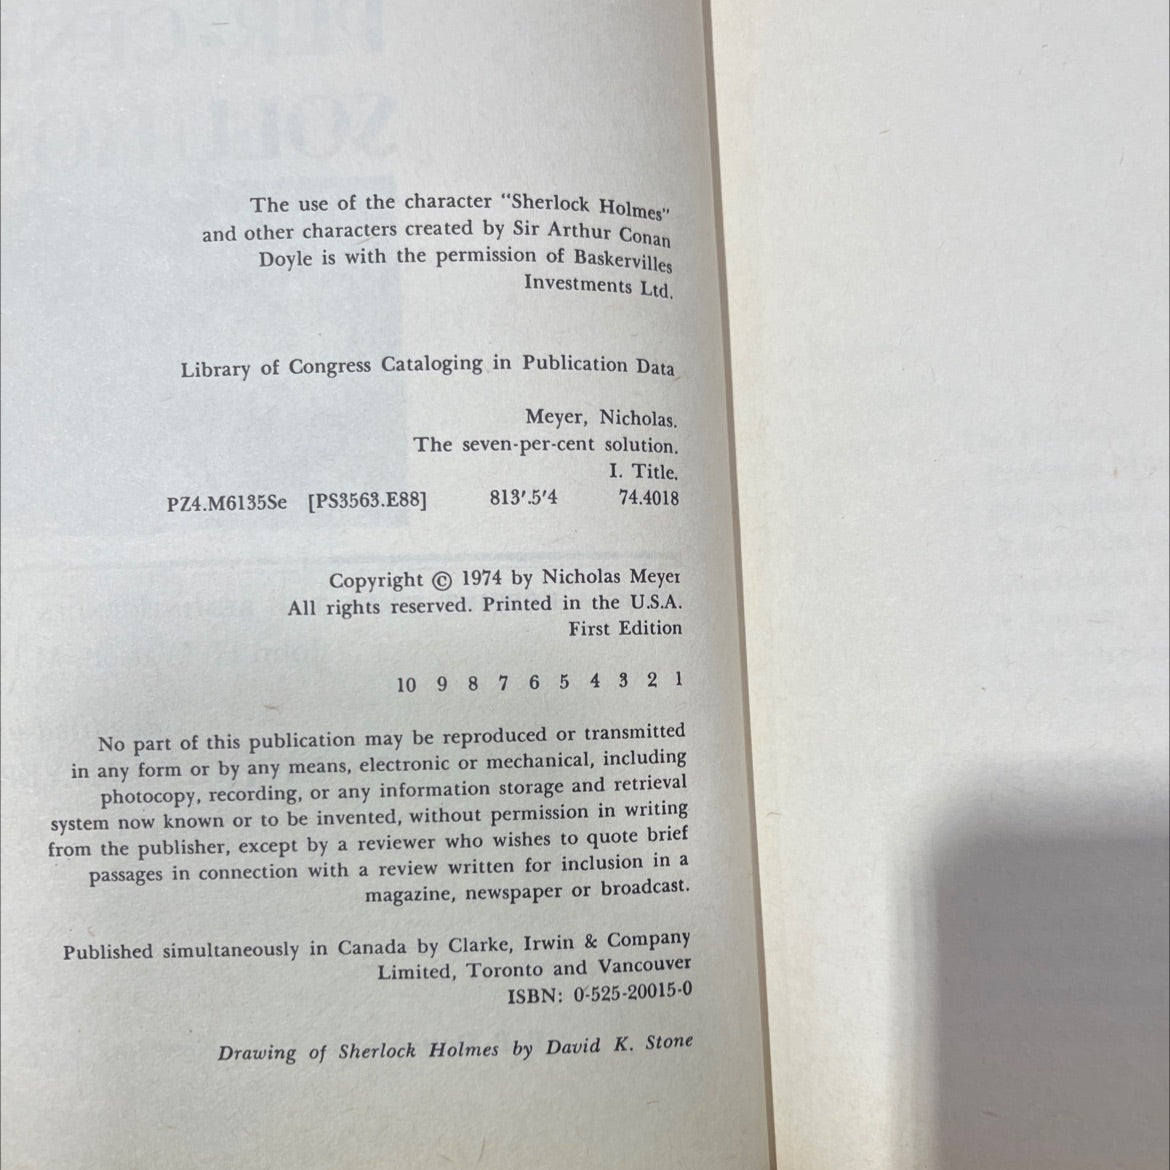 The use of the character "Sherlock Holmes"
and other characters created by Sir Arthur Conan
Doyle is with the permission of Baskervilles
Investments Ltd.
Library of Congress Cataloging in Publication Data
Meyer, Nicholas.
The seven-per-cent solution.
I. Title.
PZ4.M6135Se [PS3563.E88] 813'.5'4 74.4018
Copyright © 1974 by Nicholas Meyer
All rights reserved. Printed in the U.S.A.
First Edition
10 9 8 7 6 5 4 3 2 1
No part of this publication may be reproduced or transmitted
in any form or by any means, electronic or mechanical, including
photocopy, recording, or any information storage and retrieval
system now known or to be invented, without permission in writing
from the publisher, except by a reviewer who wishes to quote brief
passages in connection with a review written for inclusion in a
magazine, newspaper or broadcast.
Published simultaneously in Canada by Clarke, Irwin & Company
Limited, Toronto and Vancouver
ISBN: 0-525-20015-0
Drawing of Sherlock Holmes by David K. Stone